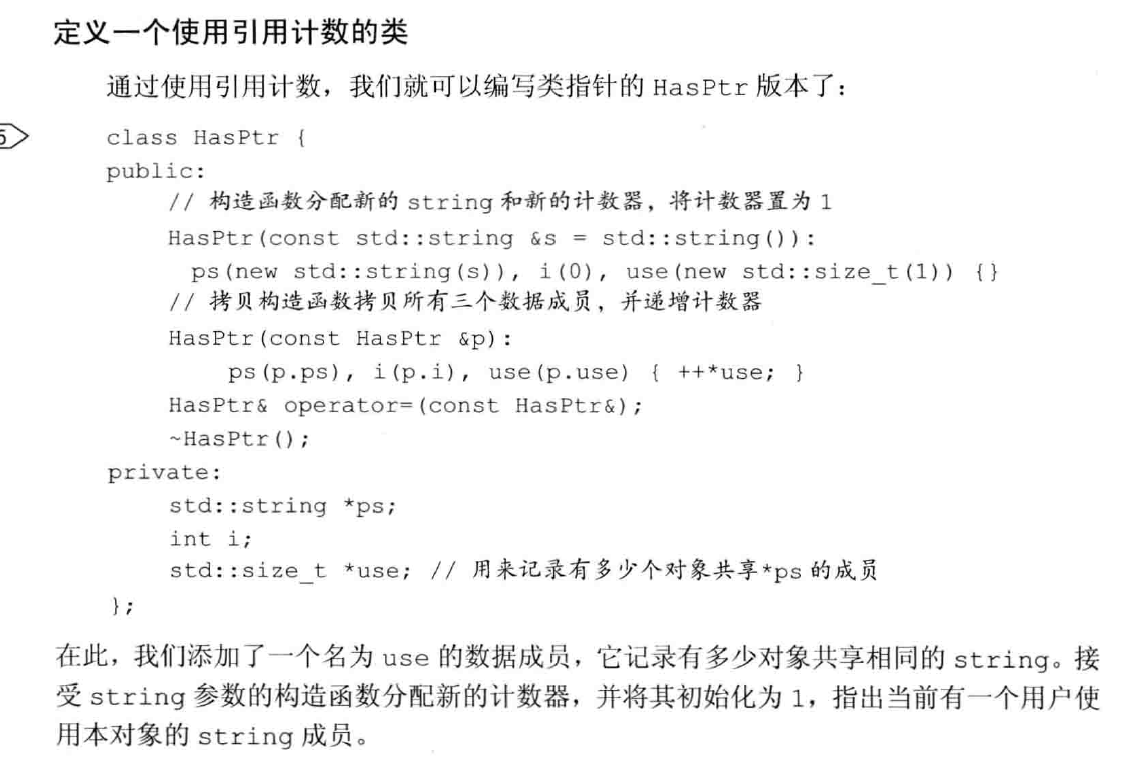 定义一个使用引用计数的类
通过使用引用计数，我们就可以编写类指针的 HasPtr 版本了：
class HasPtr {
public:
// 构造函数分配新的 string 和新的计数器，将计数器置为 1
HasPtr(const std::string &s = std::string()):
ps(new std::string(s)), i(0), use(new std::size_t(1)) {}
// 拷贝构造函数拷贝所有三个数据成员，并递增计数器
HasPtr(const HasPtr &p):
ps(p.ps), i(p.i), use(p.use) { ++*use; }
HasPtr& operator=(const HasPtr&);
~HasPtr();
private:
std::string *ps;
int i;
std::size_t *use; // 用来记录有多少个对象共享*ps 的成员
};
在此，我们添加了一个名为 use 的数据成员，它记录有多少对象共享相同的 string。接
受 string 参数的构造函数分配新的计数器，并将其初始化为 1，指出当前有一个用户使
用本对象的 string 成员。